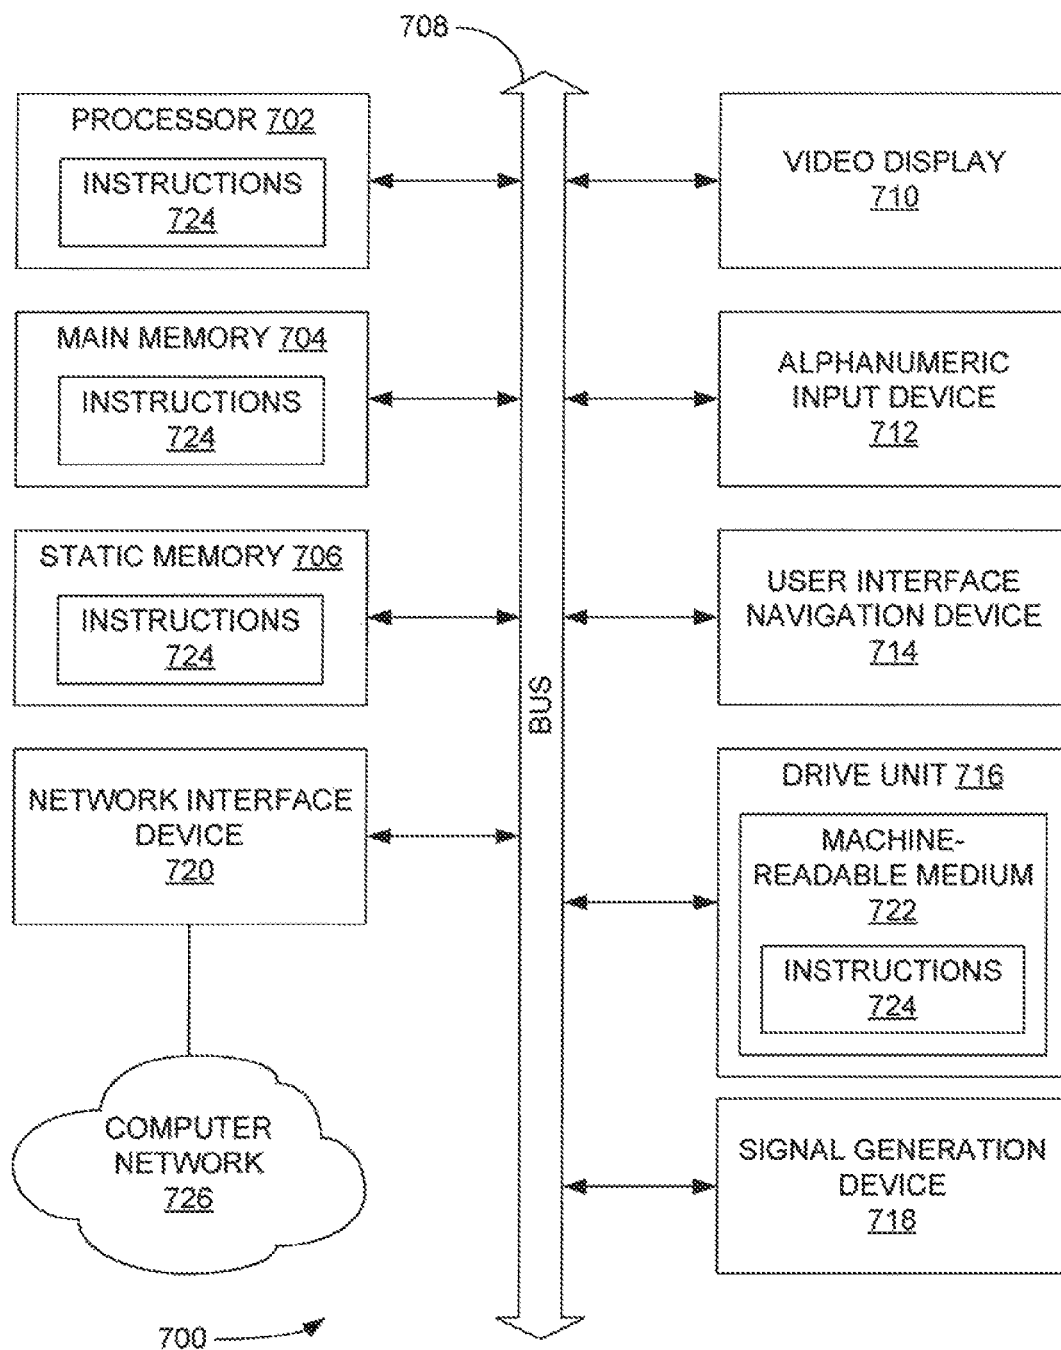 708
PROCESSOR 702
INSTRUCTIONS
724
MAIN MEMORY 704
INSTRUCTIONS
724
STATIC MEMORY 706
INSTRUCTIONS
724
NETWORK INTERFACE
DEVICE
720
COMPUTER
NETWORK
726
700
BUS
VIDEO DISPLAY
710
ALPHANUMERIC
INPUT DEVICE
712
USER INTERFACE
NAVIGATION DEVICE
714
DRIVE UNIT 716
MACHINE-
READABLE MEDIUM
722
INSTRUCTIONS
724
SIGNAL GENERATION
DEVICE
718